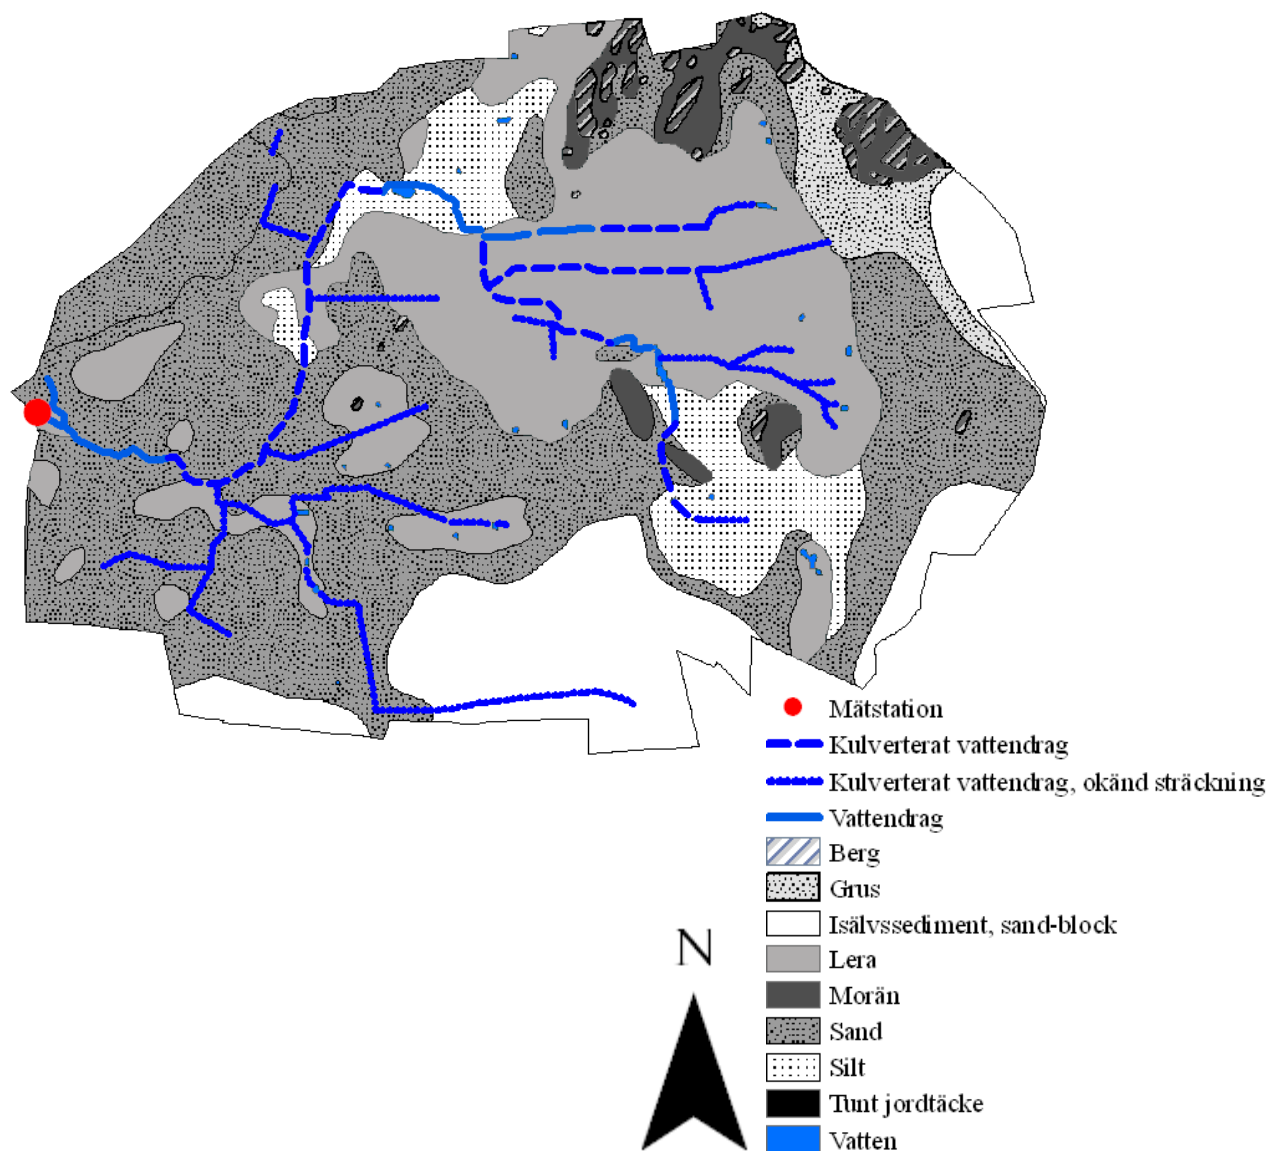 Mätstation
Kulverterat vattendrag
Kulverterat vattendrag, okänd sträckning
Vattendrag
Berg
Grus
Isälvssediment, sand-block
Lera
Morän
Sand
Silt
Tunt jordtäcke
Vatten
N